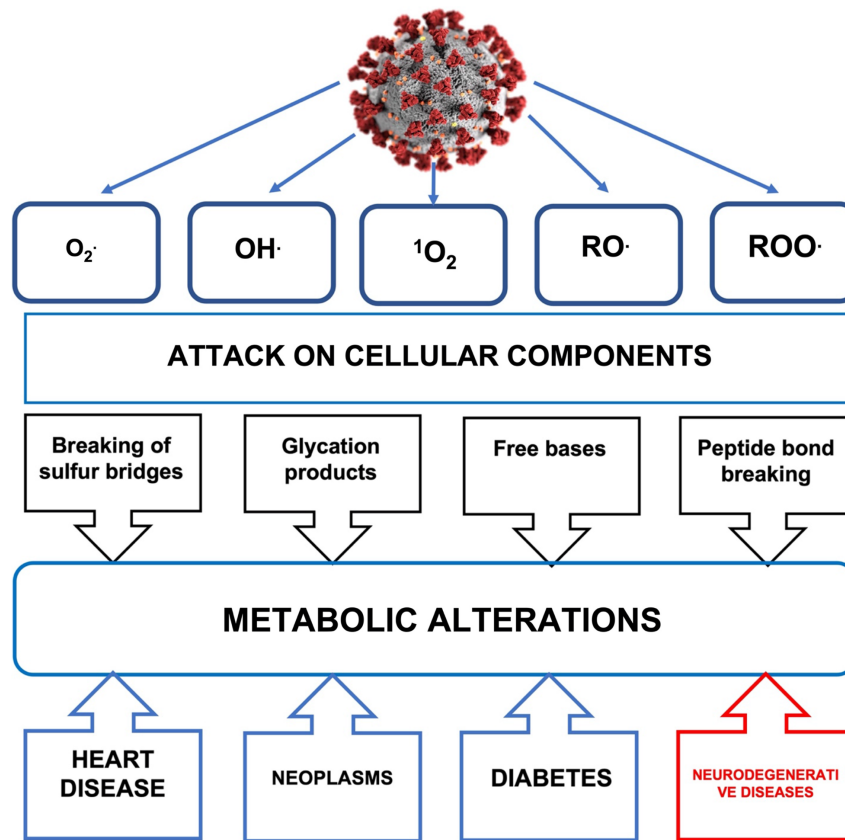 O₂·
OH·
¹O₂
RO·
ROO·
ATTACK ON CELLULAR COMPONENTS
Breaking of
sulfur bridges
Glycation
products
Free bases
Peptide bond
breaking
METABOLIC ALTERATIONS
HEART
DISEASE
NEOPLASMS
DIABETES
NEURODEGENERATI
VE DISEASES